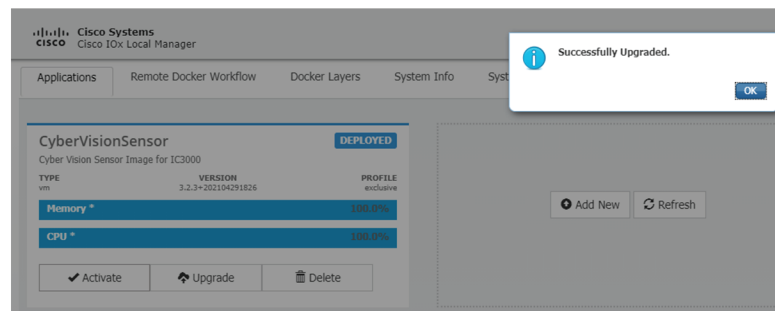 Cisco Systems
CISCO Cisco IOx Local Manager
Successfully Upgraded.
OK
Applications Remote Docker Workflow Docker Layers System Info Syst
CyberVisionSensor DEPLOYED
Cyber Vision Sensor Image for IC3000
TYPE VERSION PROFILE
vm 3.2.3+202104291826 exclusive
Memory * 100.0%
CPU * 100.0%
Add New Refresh
Activate Upgrade Delete